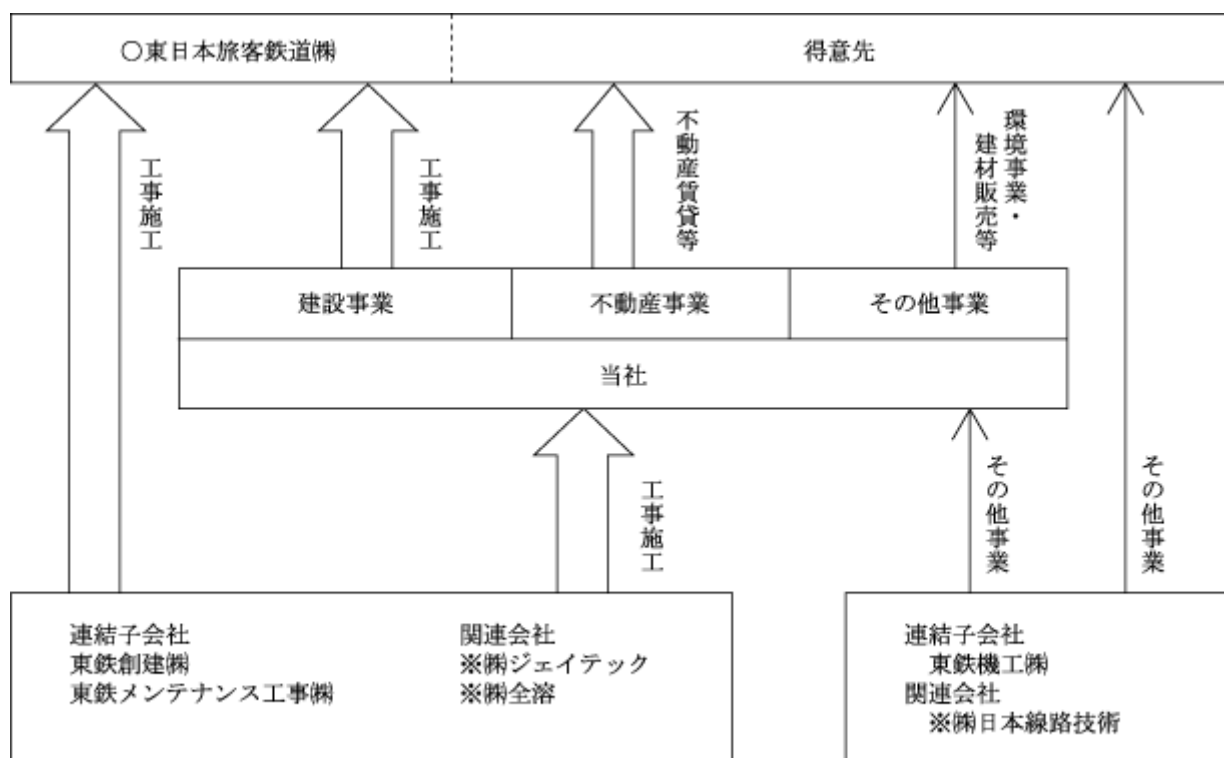 ○東日本旅客鉄道㈱
得意先
工事施工
工事施工
不動産賃貸等
環境事業・
建材販売等
建設事業
不動産事業
その他事業
当社
工事施工
その他事業
その他事業
連結子会社
東鉄創建㈱
東鉄メンテナンス工事㈱
関連会社
※㈱ジェイテック
※㈱全溶
連結子会社
東鉄機工㈱
関連会社
※㈱日本線路技術